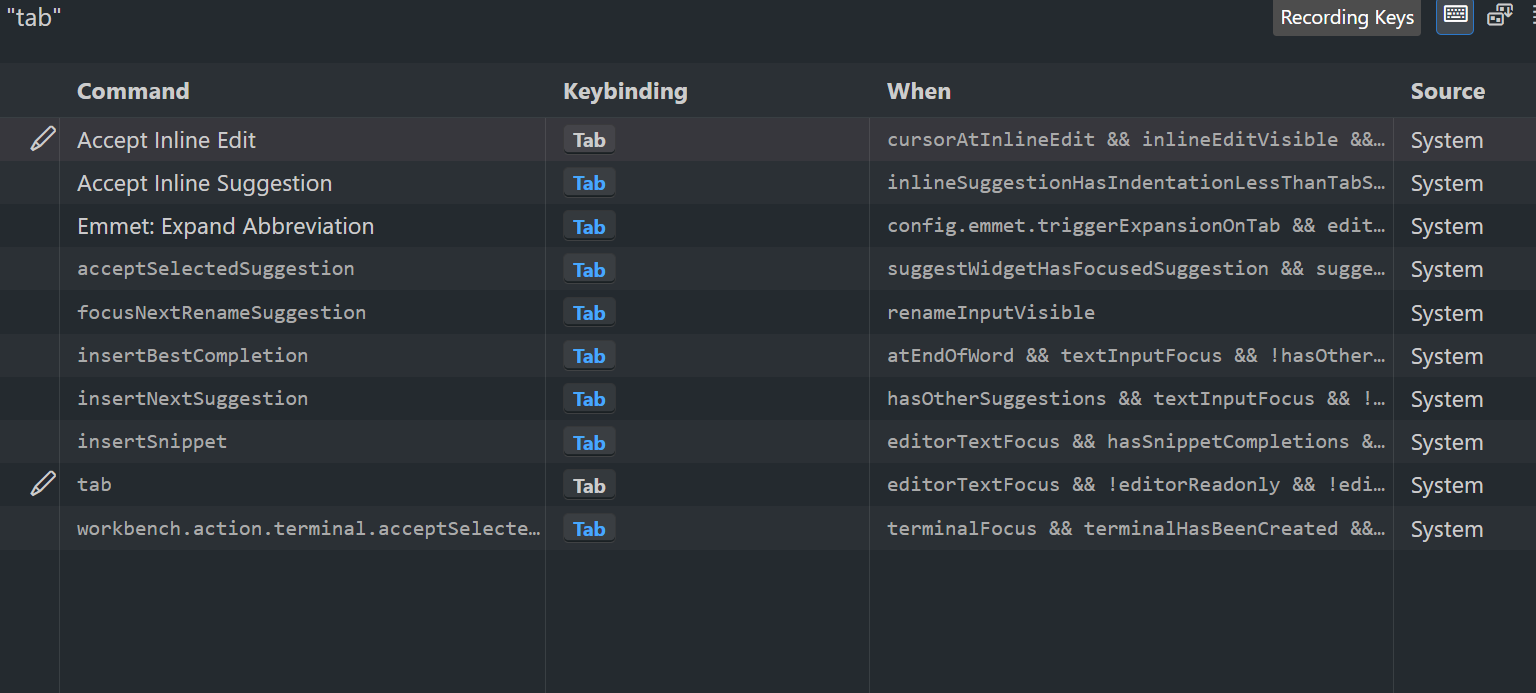 "tab"
Recording Keys
Command Keybinding When Source
Accept Inline Edit Tab cursorAtInlineEdit && inlineEditVisible &&… System
Accept Inline Suggestion Tab inlineSuggestionHasIndentationLessThanTabS… System
Emmet: Expand Abbreviation Tab config.emmet.triggerExpansionOnTab && edit… System
acceptSelectedSuggestion Tab suggestWidgetHasFocusedSuggestion && sugge… System
focusNextRenameSuggestion Tab renameInputVisible System
insertBestCompletion Tab atEndOfWord && textInputFocus && !hasOther… System
insertNextSuggestion Tab hasOtherSuggestions && textInputFocus && !… System
insertSnippet Tab editorTextFocus && hasSnippetCompletions &… System
tab Tab editorTextFocus && !editorReadonly && !edi… System
workbench.action.terminal.acceptSelecte… Tab terminalFocus && terminalHasBeenCreated &&… System